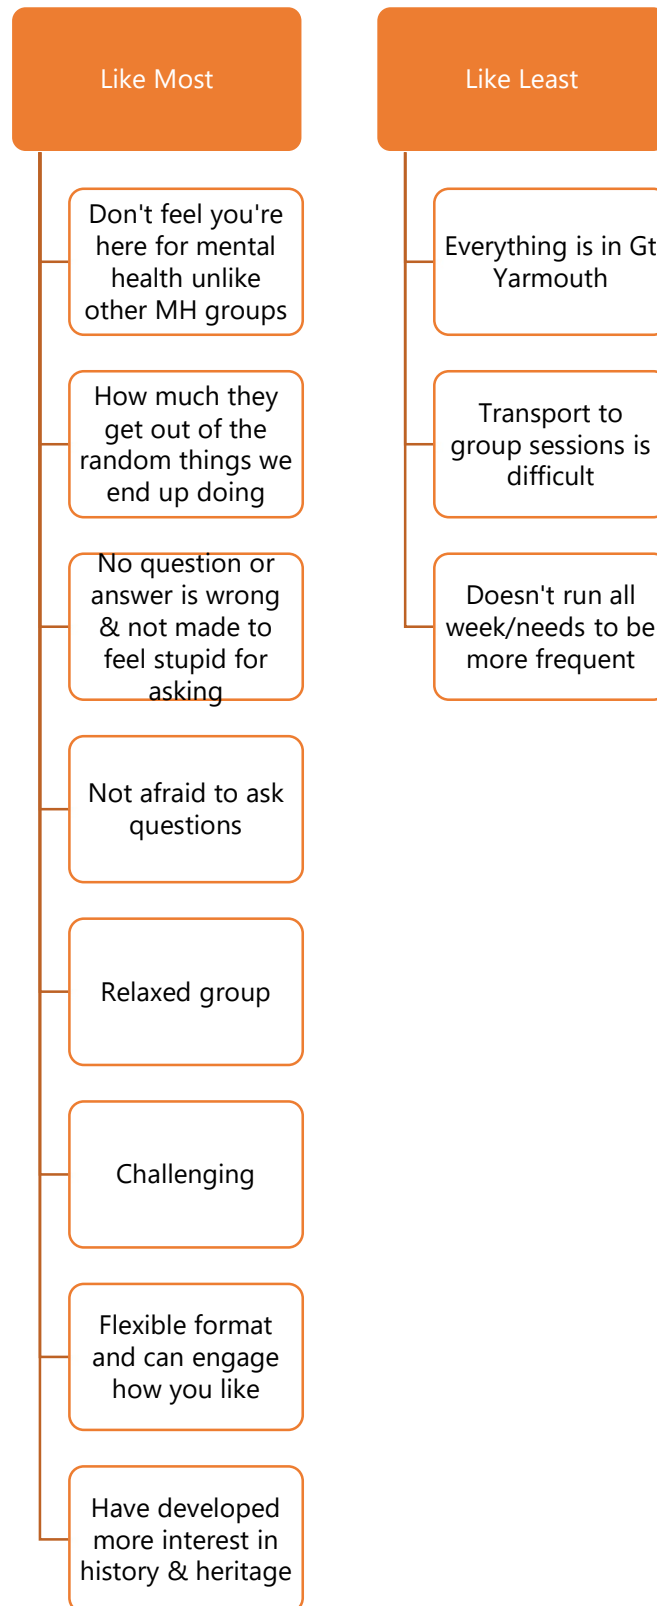 Like Most
Don't feel you're
here for mental
health unlike
other MH groups
How much they
get out of the
random things we
end up doing
No question or
answer is wrong
& not made to
feel stupid for
asking
Not afraid to ask
questions
Relaxed group
Challenging
Flexible format
and can engage
how you like
Have developed
more interest in
history & heritage
Like Least
Everything is in Gt
Yarmouth
Transport to
group sessions is
difficult
Doesn't run all
week/needs to be
more frequent